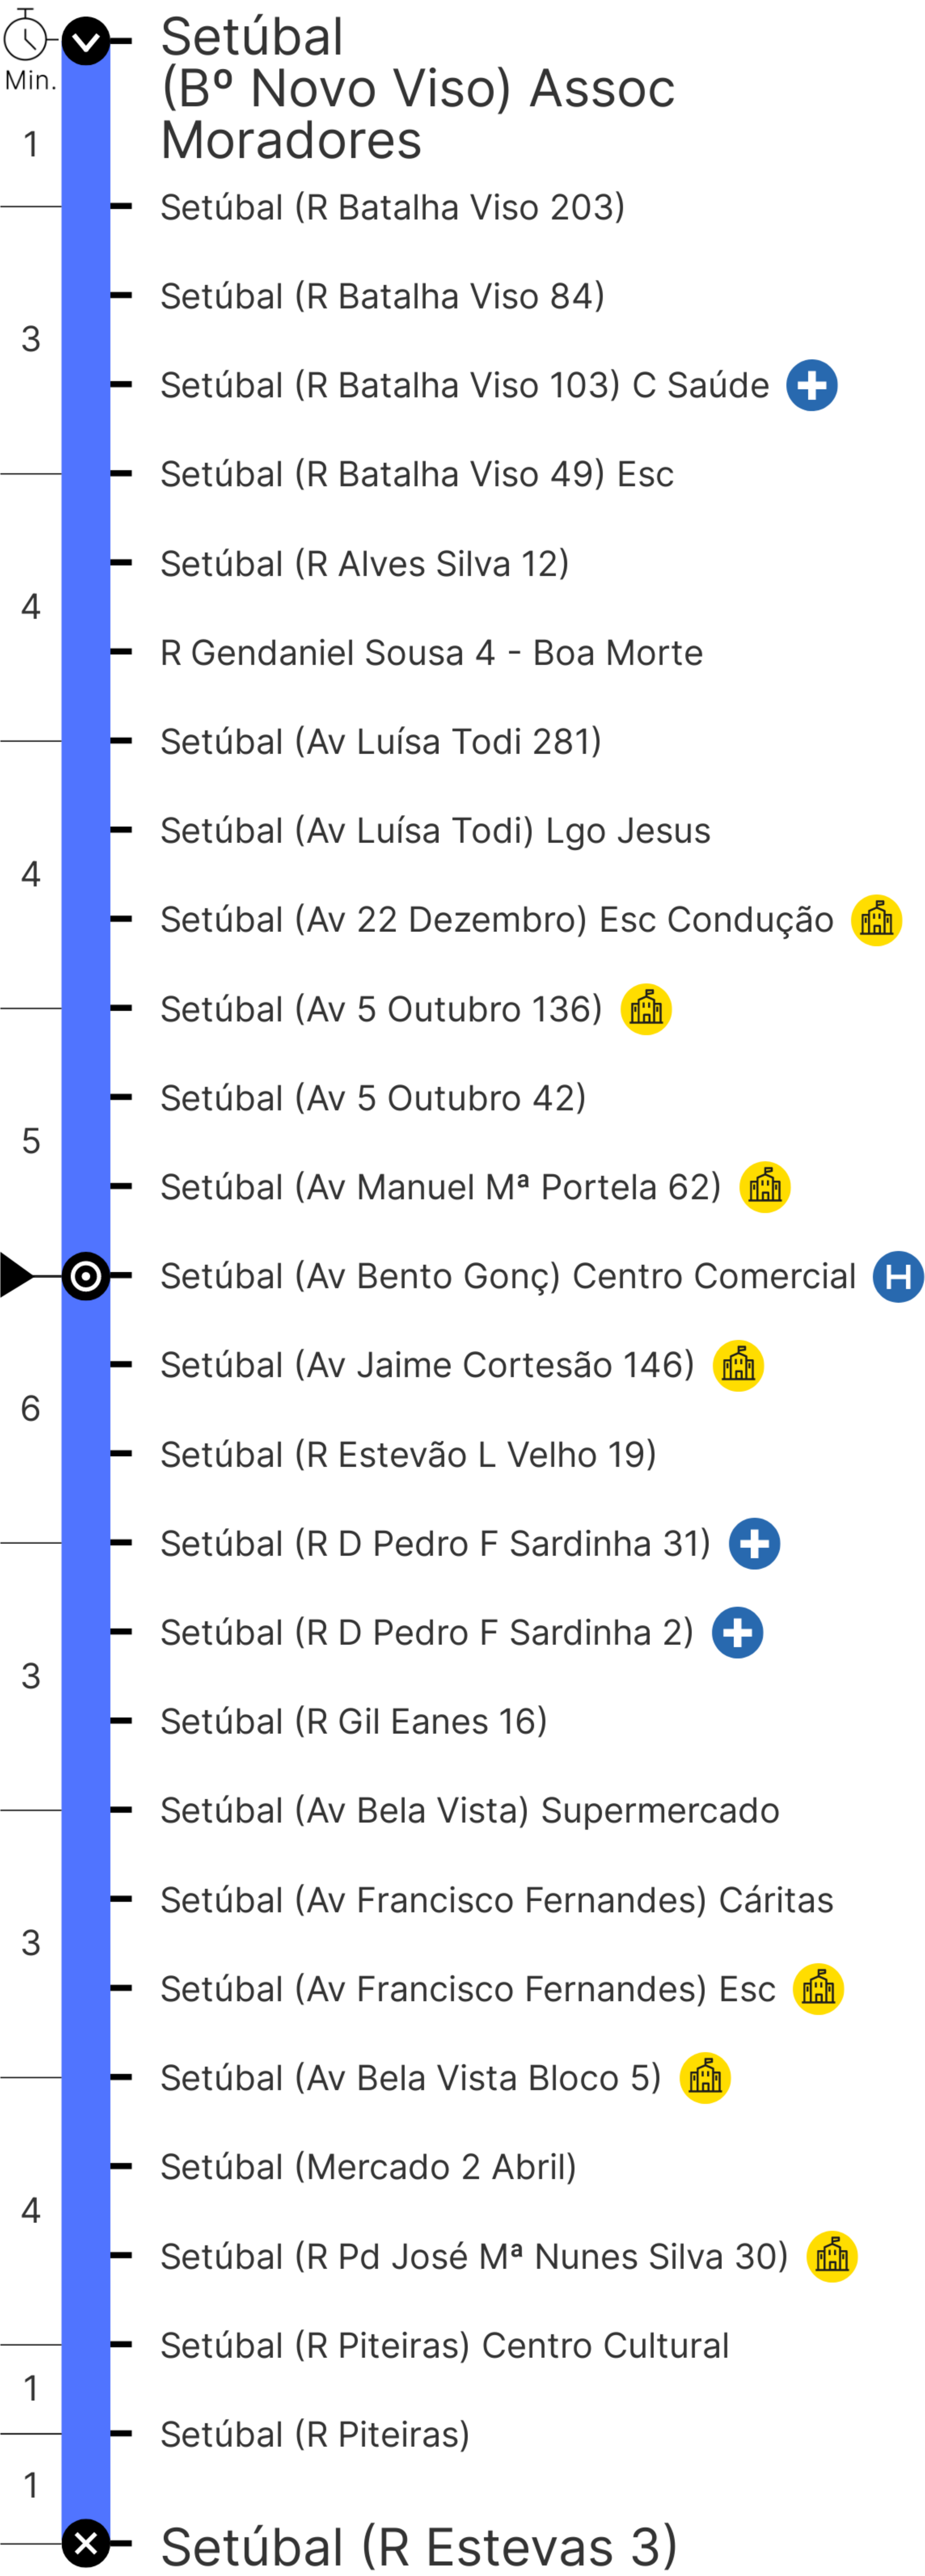 Setúbal
(Bº Novo Viso) Assoc
Min.
Moradores
1
Setúbal (R Batalha Viso 203)
Setúbal (R Batalha Viso 84)
3
Setúbal (R Batalha Viso 103) C Saúde
Setúbal (R Batalha Viso 49) Esc
Setúbal (R Alves Silva 12)
4
R Gendaniel Sousa 4 - Boa Morte
Setúbal (Av Luísa Todi 281)
Setúbal (Av Luísa Todi) Lgo Jesus
4
Setúbal (Av 22 Dezembro) Esc Condução
Setúbal (Av 5 Outubro 136)
Setúbal (Av 5 Outubro 42)
5
Setúbal (Av Manuel Mª Portela 62)
Setúbal (Av Bento Gonç) Centro Comercial H
Setúbal (Av Jaime Cortesão 146)
6
Setúbal (R Estevão L Velho 19)
Setúbal (R D Pedro F Sardinha 31)
Setúbal (R D Pedro F Sardinha 2)
3
Setúbal (R Gil Eanes 16)
Setúbal (Av Bela Vista) Supermercado
Setúbal (Av Francisco Fernandes) Cáritas
3
Setúbal (Av Francisco Fernandes) Esc
Setúbal (Av Bela Vista Bloco 5)
Setúbal (Mercado 2 Abril)
4
Setúbal (R Pd José Mª Nunes Silva 30)
Setúbal (R Piteiras) Centro Cultural
1
Setúbal (R Piteiras)
1
Setúbal (R Estevas 3)